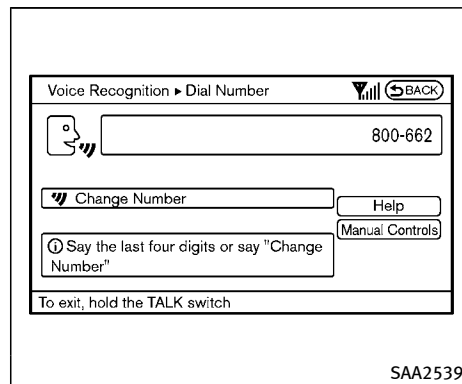 Voice Recognition ▸ Dial Number
BACK
800-662
Change Number
Help
Manual Controls
Say the last four digits or say "Change
Number"
To exit, hold the TALK switch
SAA2539